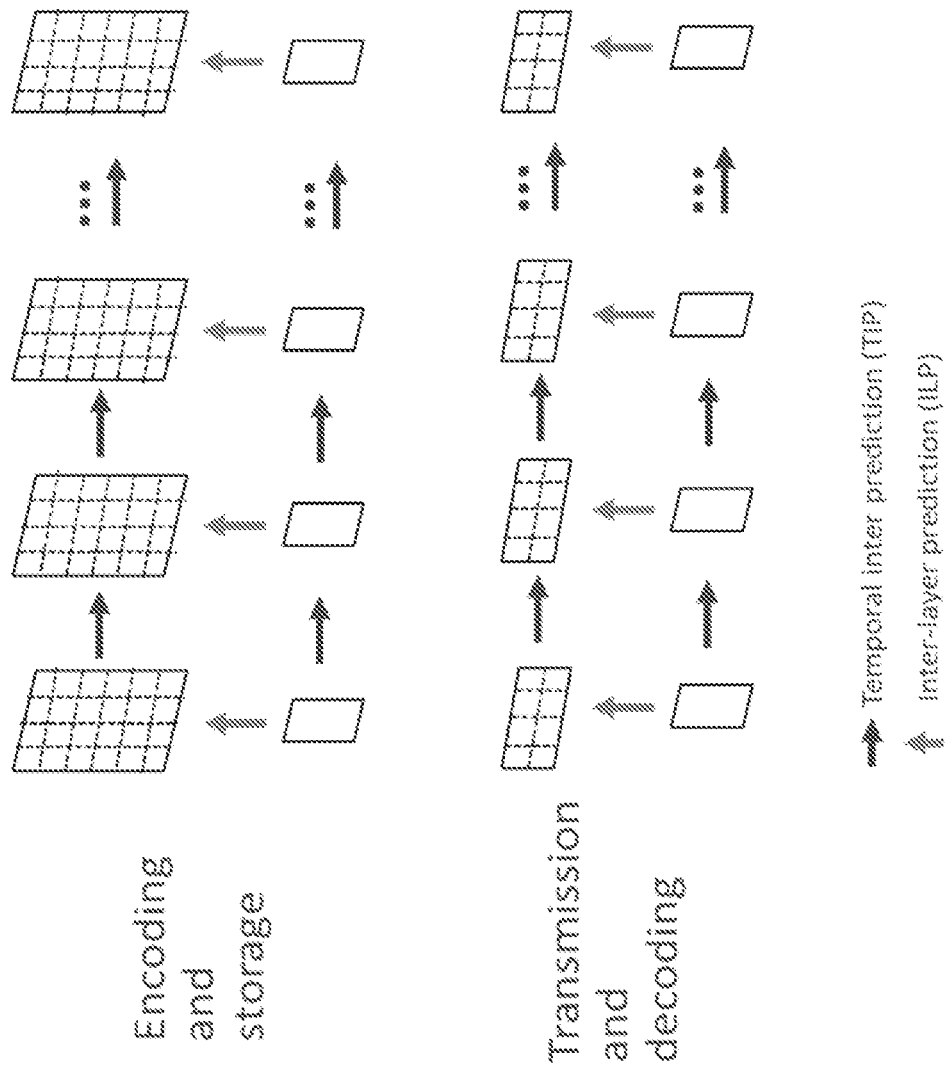 Encoding
and
storage
Transmission
and
decoding
Temporal inter prediction (TIP)
Inter-layer prediction (ILP)